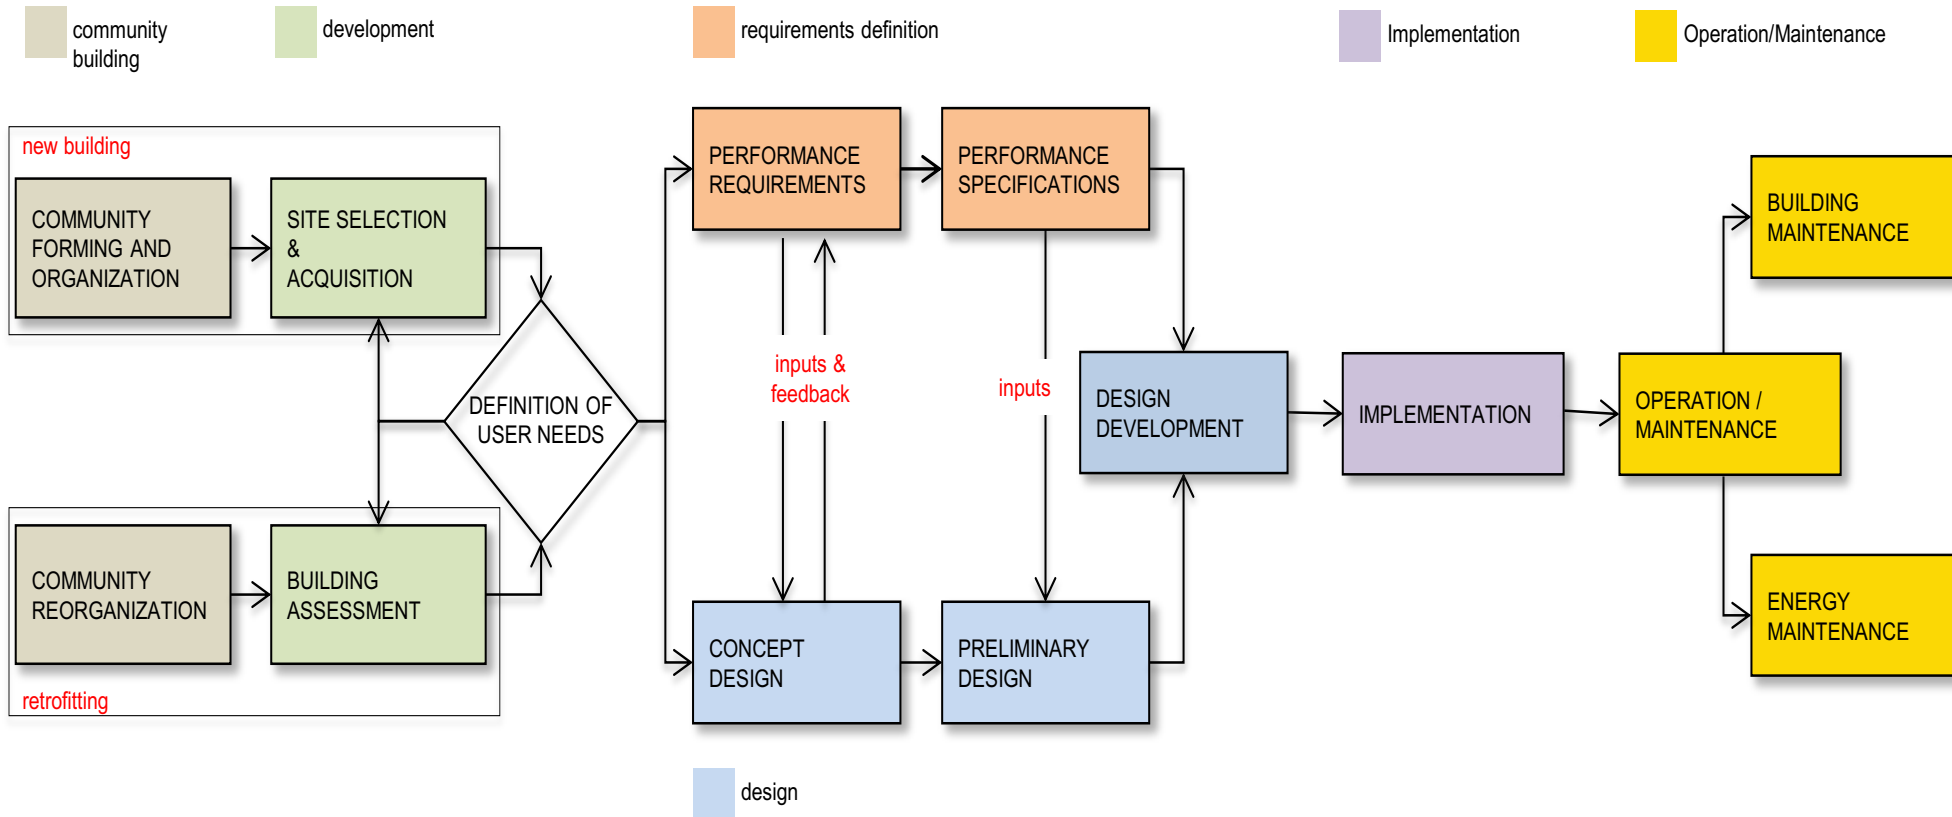 community
building
development
requirements definition
Implementation
Operation/Maintenance
new building
COMMUNITY
FORMING AND
ORGANIZATION
SITE SELECTION
&
ACQUISITION
COMMUNITY
REORGANIZATION
BUILDING
ASSESSMENT
retrofitting
DEFINITION OF
USER NEEDS
PERFORMANCE
REQUIREMENTS
PERFORMANCE
SPECIFICATIONS
inputs &
feedback
inputs
CONCEPT
DESIGN
PRELIMINARY
DESIGN
DESIGN
DEVELOPMENT
IMPLEMENTATION
OPERATION /
MAINTENANCE
BUILDING
MAINTENANCE
ENERGY
MAINTENANCE
design